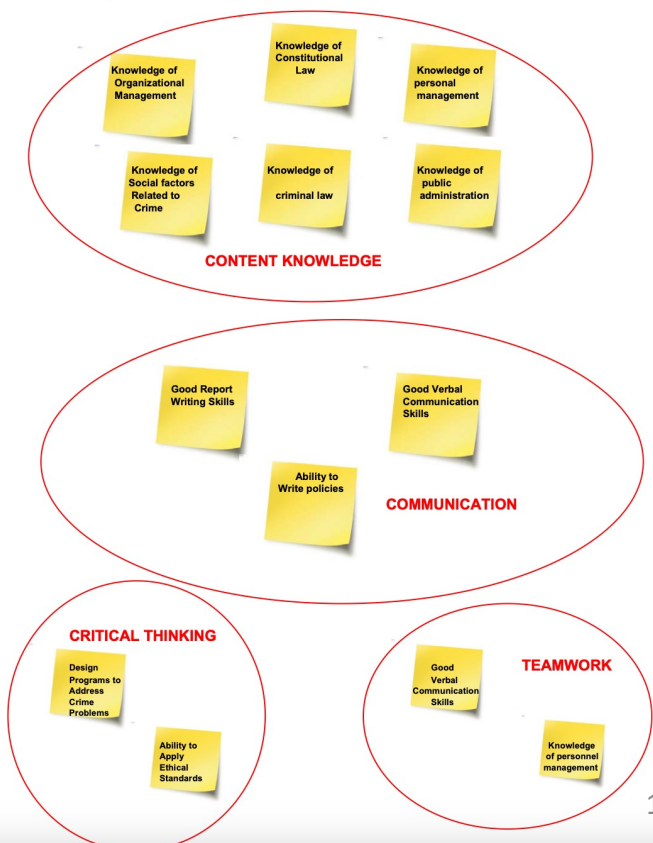 Knowledge of
Organizational
Management
Knowledge of
Constitutional
Law
Knowledge of
personal
management
Knowledge of
Social factors
Related to
Crime
Knowledge of
criminal law
Knowledge of
public
administration
CONTENT KNOWLEDGE
Good Report
Writing Skills
Good Verbal
Communication
Skills
Ability to
Write policies
COMMUNICATION
CRITICAL THINKING
Design
Programs to
Address
Crime
Problems
Ability to
Apply
Ethical
Standards
TEAMWORK
Good
Verbal
Communication
Skills
Knowledge
of personnel
management